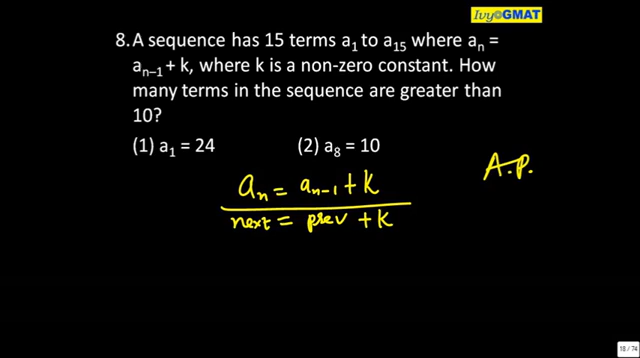 Ivy GMAT
8. A sequence has 15 terms a₁ to a₁₅ where aₙ =
aₙ₋₁ + k, where k is a non-zero constant. How
many terms in the sequence are greater than
10?
(1) a₁ = 24 (2) a₈ = 10
A.P.
aₙ = aₙ₋₁ + k
next = prev + k
18 / 74